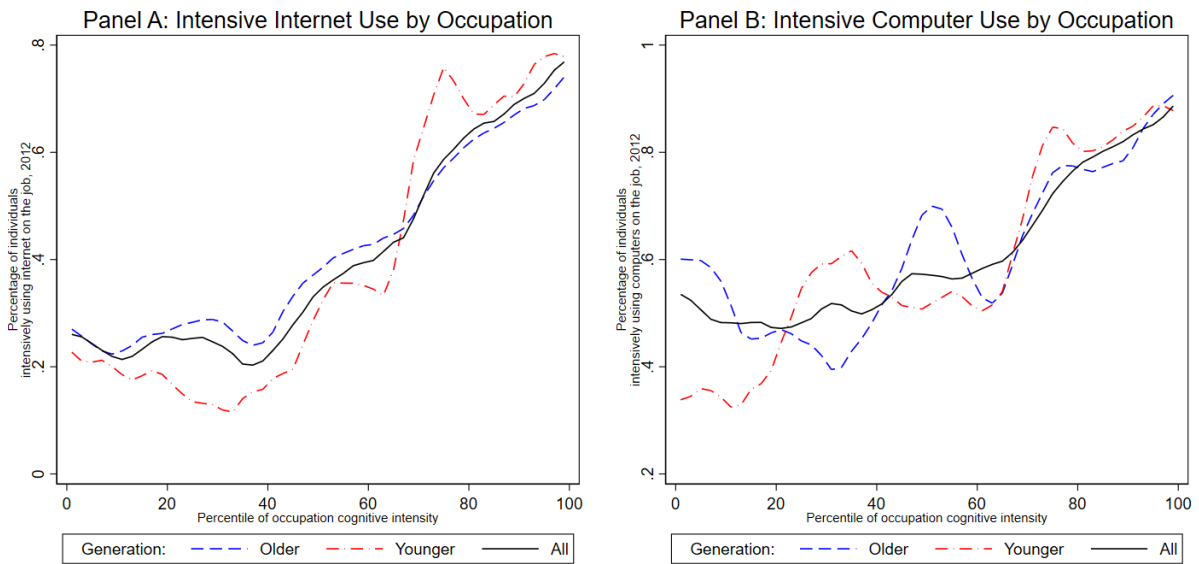 Panel A: Intensive Internet Use by Occupation
Percentage of individuals
intensively using internet on the job, 2012
.8
.6
.4
.2
0
0 20 40 60 80 100
Percentile of occupation cognitive intensity
Generation: Older Younger All
Panel B: Intensive Computer Use by Occupation
Percentage of individuals
intensively using computers on the job, 2012
1
.8
.6
.4
.2
0 20 40 60 80 100
Percentile of occupation cognitive intensity
Generation: Older Younger All